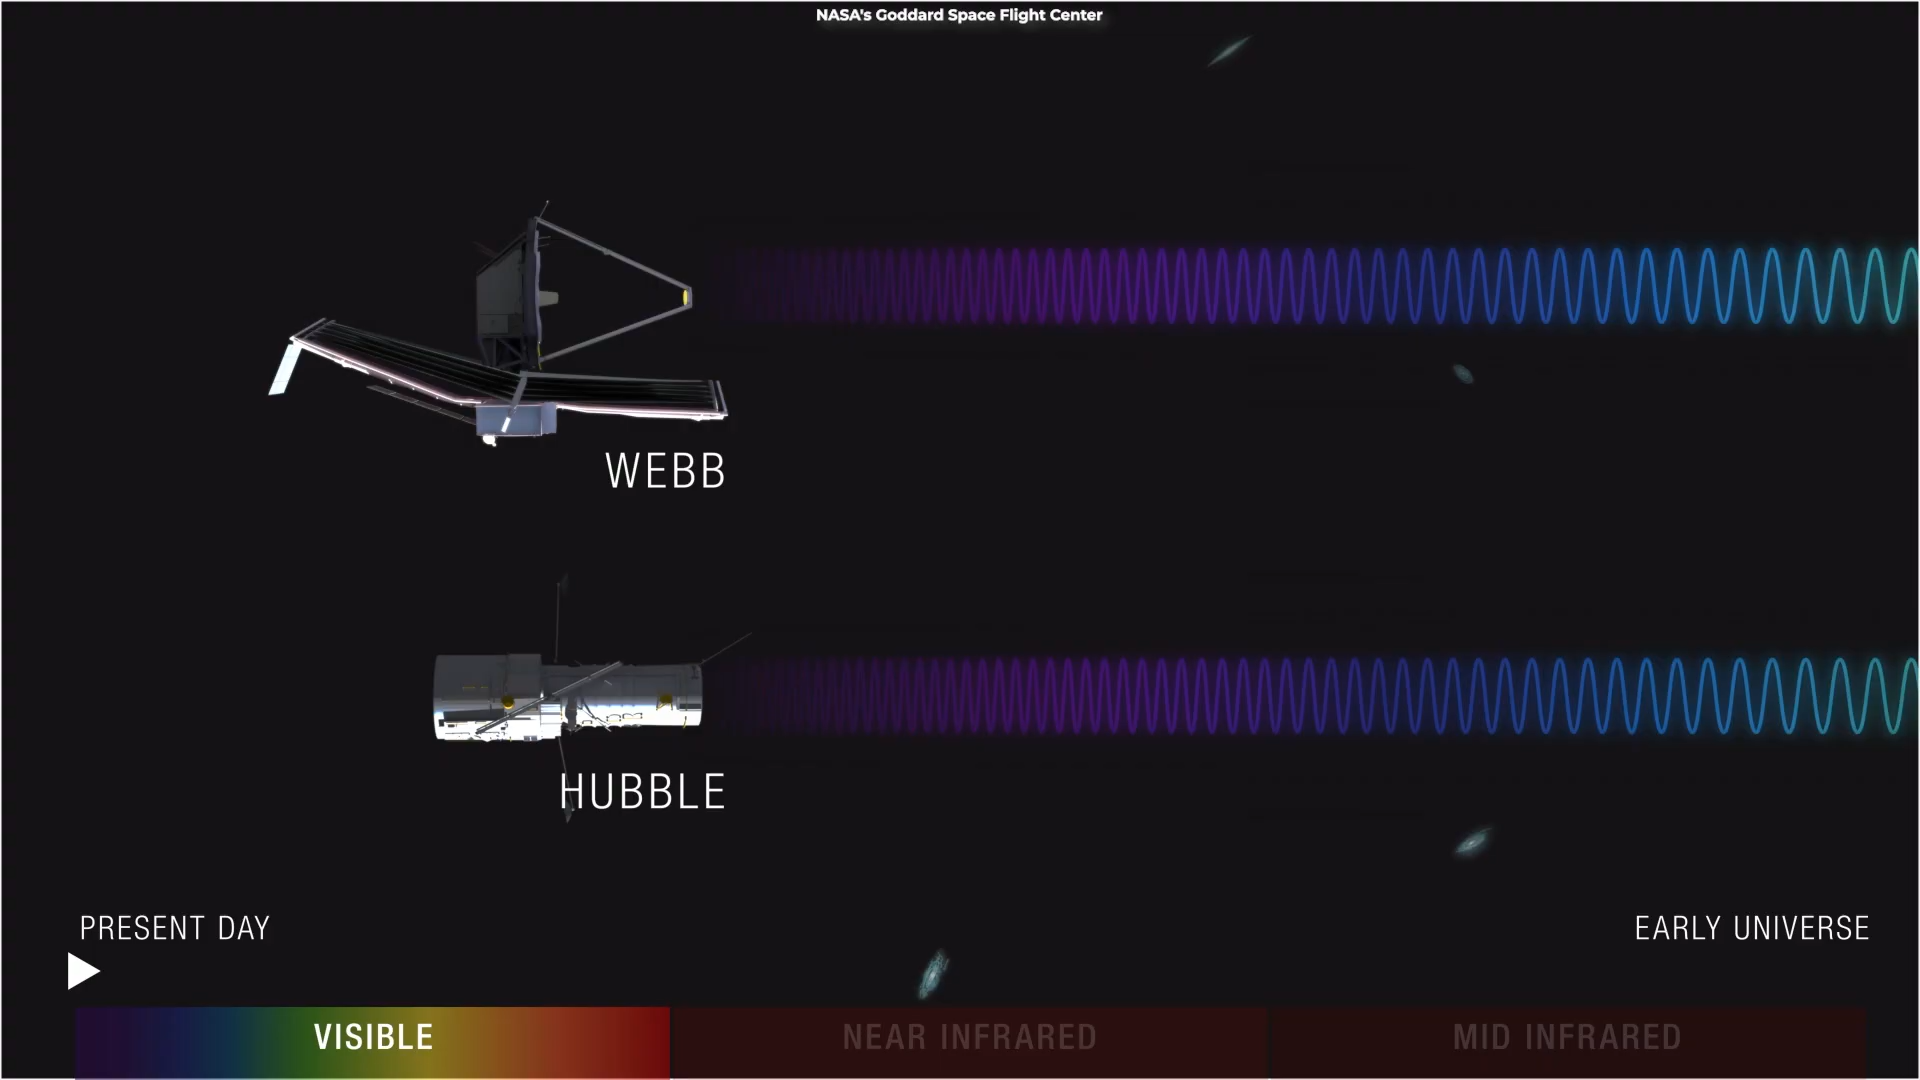 NASA's Goddard Space Flight Center
WEBB
HUBBLE
PRESENT DAY
EARLY UNIVERSE
VISIBLE
NEAR INFRARED
MID INFRARED